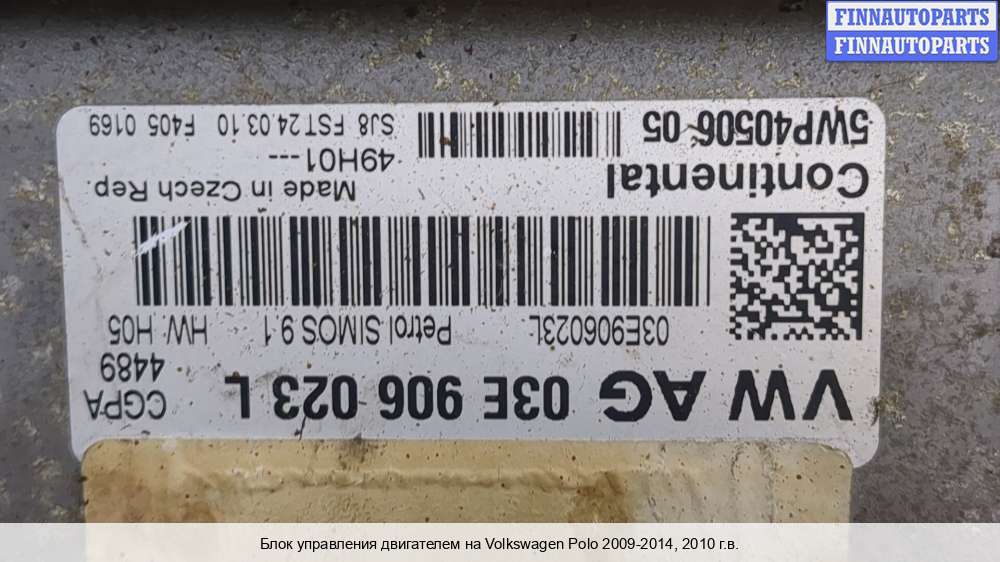 FINNAUTOPARTS
FINNAUTOPARTS
VW AG 03E 906 023 L
CGPA
4489
03E906023L Petrol SIMOS 9.1 HW: H05
Continental Made in Czech Rep.
49H01---
5WP40506 05 SJ8 FST 24.03.10 F405 0169
Блок управления двигателем на Volkswagen Polo 2009-2014, 2010 г.в.